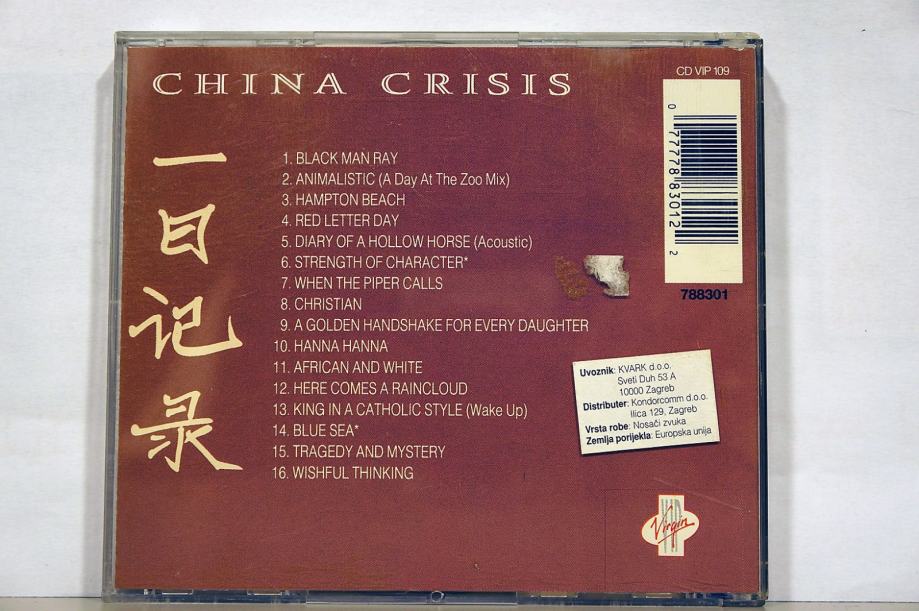 CHINA CRISIS
CD VIP 109
一
日
记
录
1. BLACK MAN RAY
2. ANIMALISTIC (A Day At The Zoo Mix)
3. HAMPTON BEACH
4. RED LETTER DAY
5. DIARY OF A HOLLOW HORSE (Acoustic)
6. STRENGTH OF CHARACTER*
7. WHEN THE PIPER CALLS
8. CHRISTIAN
9. A GOLDEN HANDSHAKE FOR EVERY DAUGHTER
10. HANNA HANNA
11. AFRICAN AND WHITE
12. HERE COMES A RAINCLOUD
13. KING IN A CATHOLIC STYLE (Wake Up)
14. BLUE SEA*
15. TRAGEDY AND MYSTERY
16. WISHFUL THINKING
0 77778 83012 2
788301
Uvoznik: KVARK d.o.o.
Sveti Duh 53 A
10000 Zagreb
Distributer: Kondorcomm d.o.o.
Ilica 129, Zagreb
Vrsta robe: Nosači zvuka
Zemlja porijekla: Europska unija
Virgin